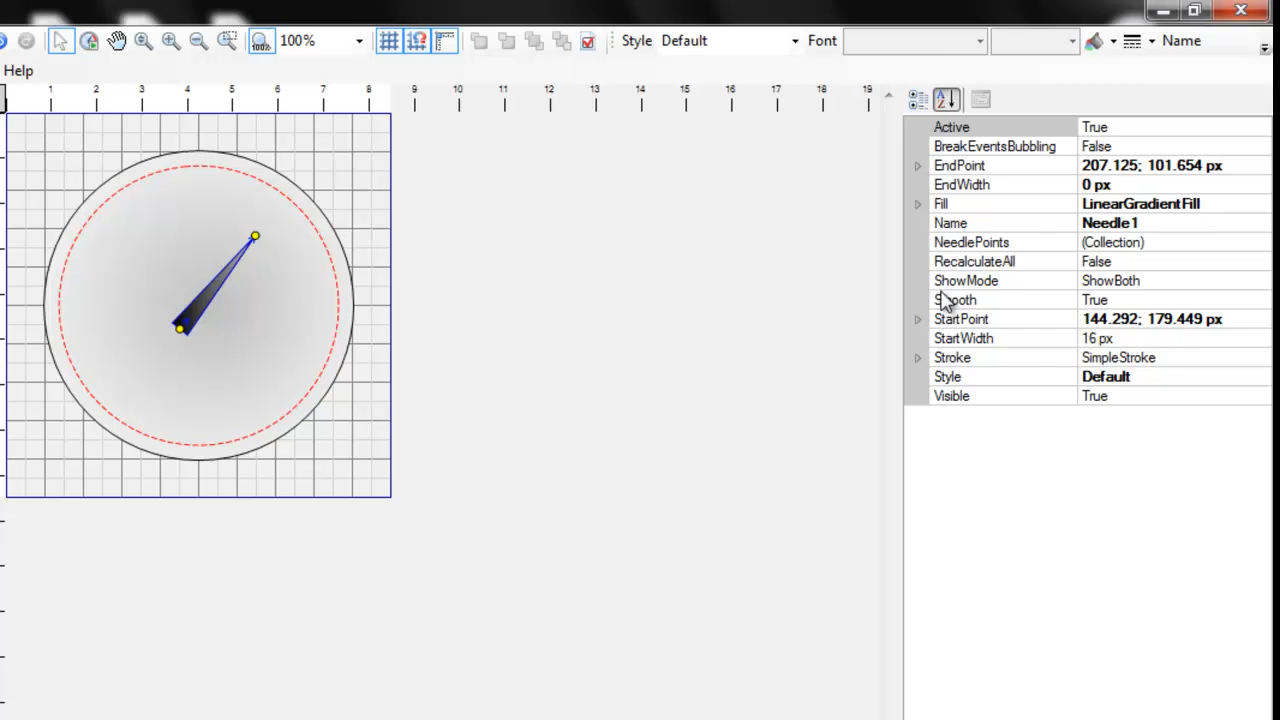 100% 100% Style Default Font Name
Help
1 2 3 4 5 6 7 8 9 10 11 12 13 14 15 16 17 18 19
A Z
Active True
BreakEventsBubbling False
EndPoint 207.125; 101.654 px
EndWidth 0 px
Fill LinearGradientFill
Name Needle1
NeedlePoints (Collection)
RecalculateAll False
ShowMode ShowBoth
Smooth True
StartPoint 144.292; 179.449 px
StartWidth 16 px
Stroke SimpleStroke
Style Default
Visible True